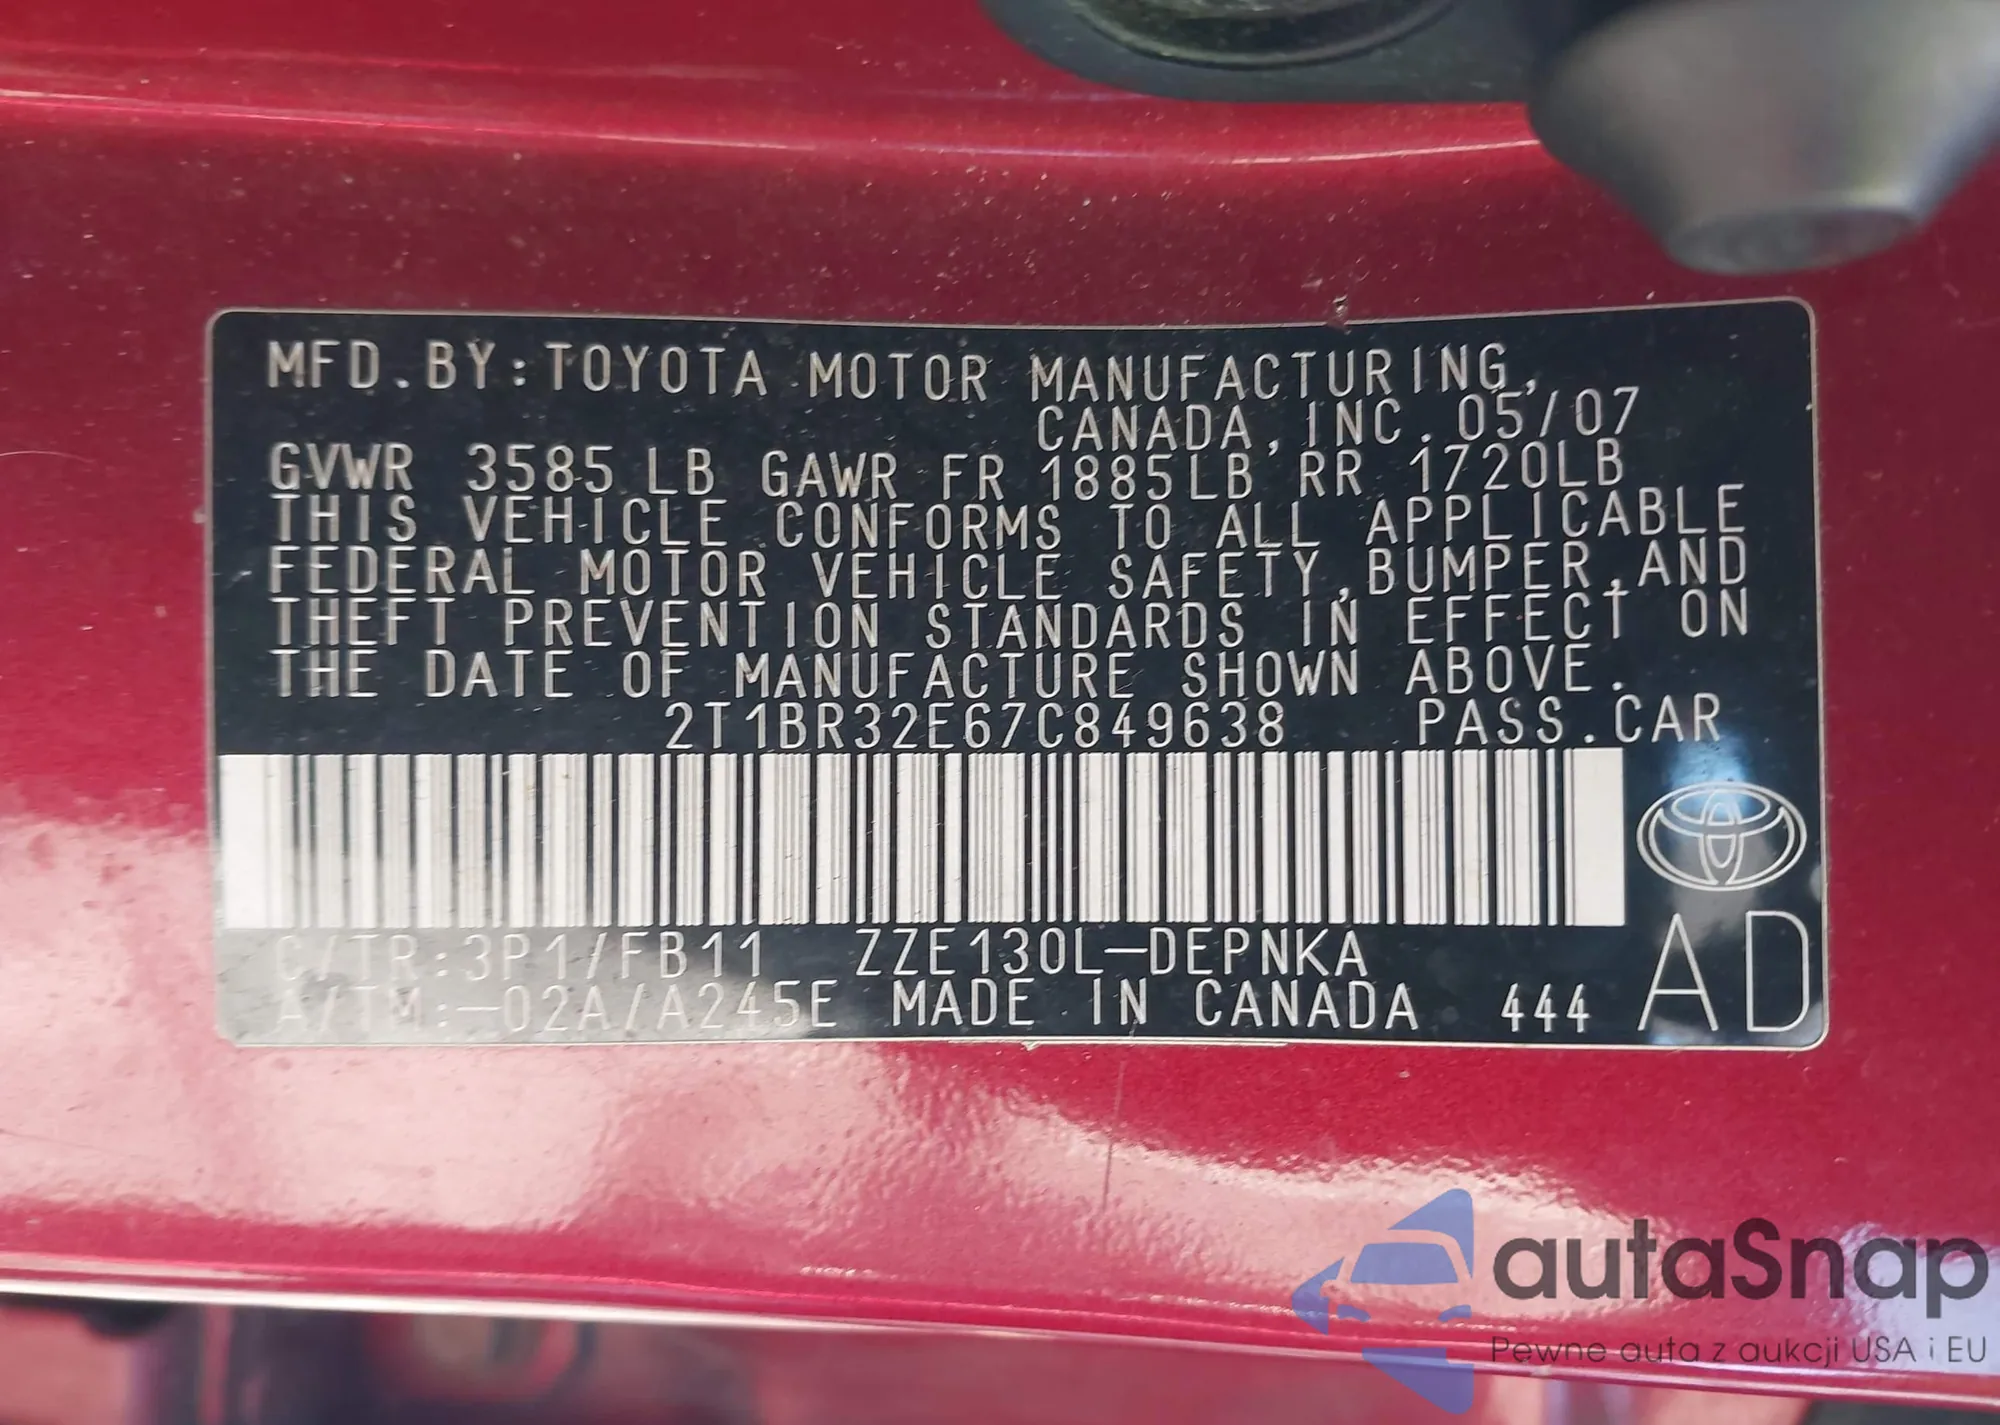 MFD.BY:TOYOTA MOTOR MANUFACTURING,
CANADA,INC.05/07
GVWR 3585LB GAWR FR 1885LB RR 1720LB
THIS VEHICLE CONFORMS TO ALL APPLICABLE
FEDERAL MOTOR VEHICLE SAFETY,BUMPER,AND
THEFT PREVENTION STANDARDS IN EFFECT ON
THE DATE OF MANUFACTURE SHOWN ABOVE.
2T1BR32E67C849638 PASS.CAR
C/TR:3P1/FB11 ZZE130L-DEPNKA
A/TM:-02A/A245E MADE IN CANADA 444
AD
autaSnap
Pewne auta z aukcji USA i EU